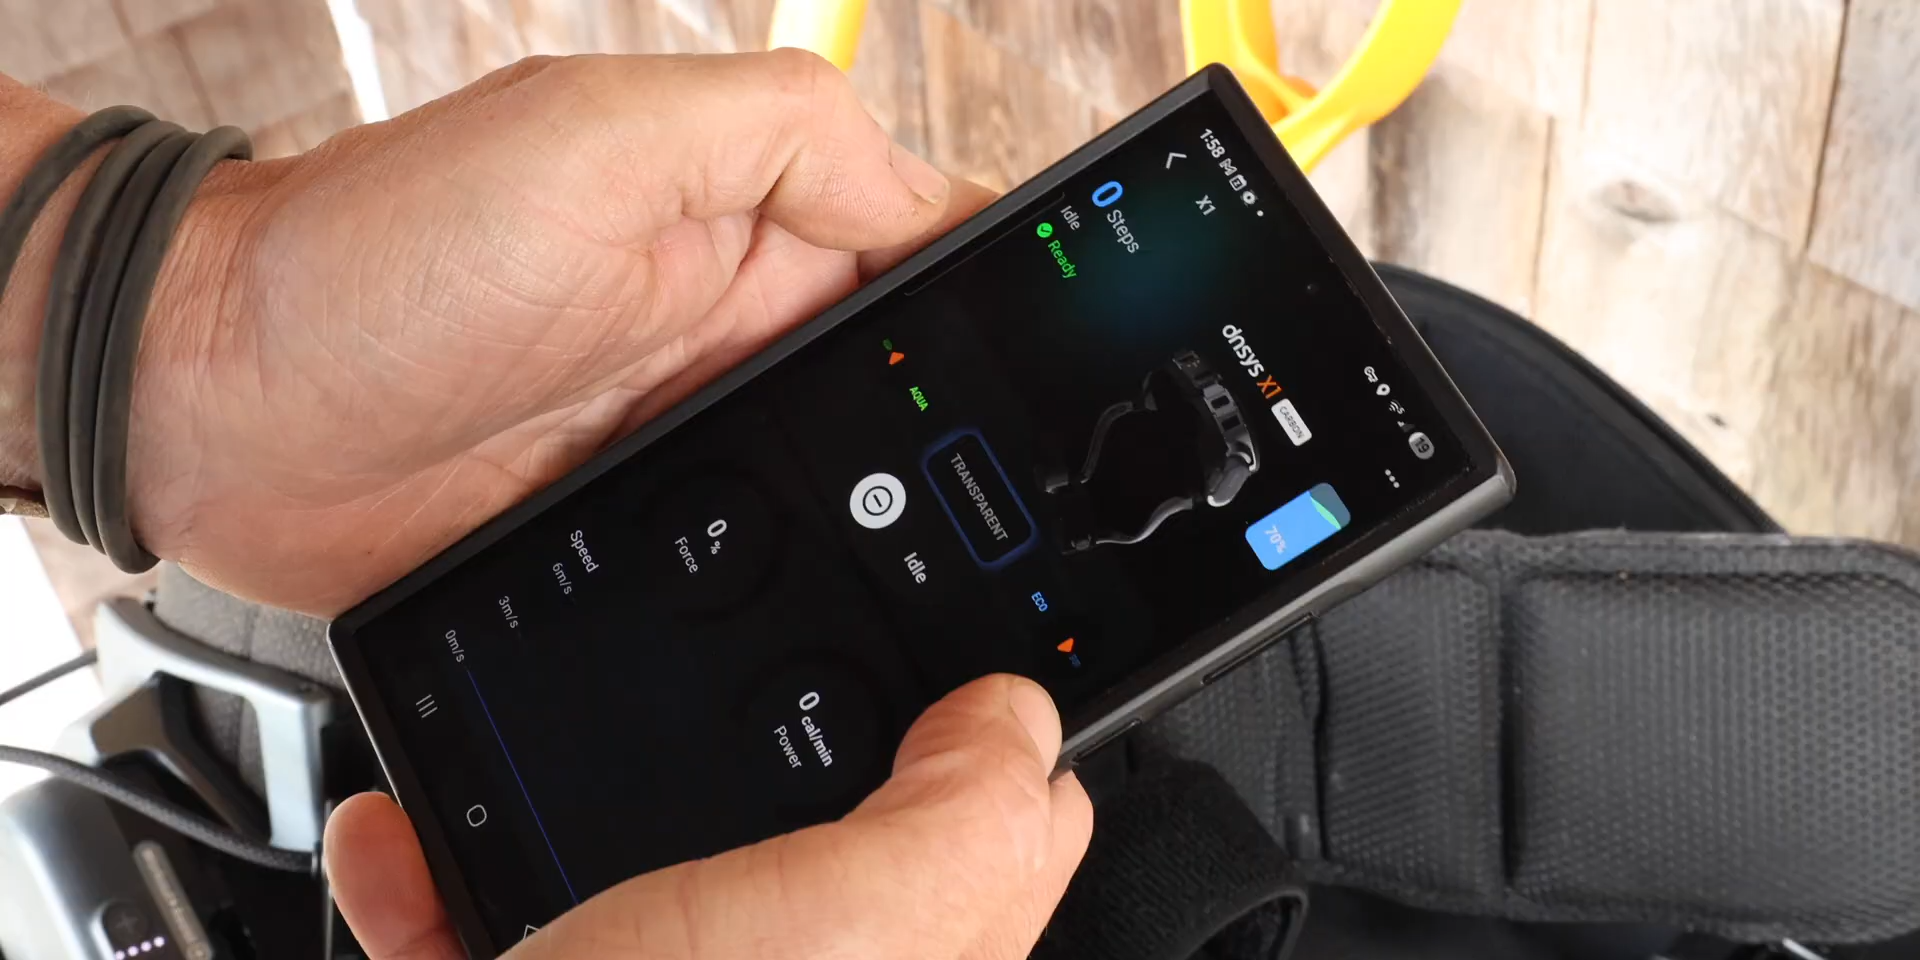 1:58
19
X1
0 Steps
Idle
Ready
dnsys X1
CARBON
70%
AQUA
TRANSPARENT
ECO
Idle
0 %
Force
0 cal/min
Power
Speed
6m/s
3m/s
0m/s